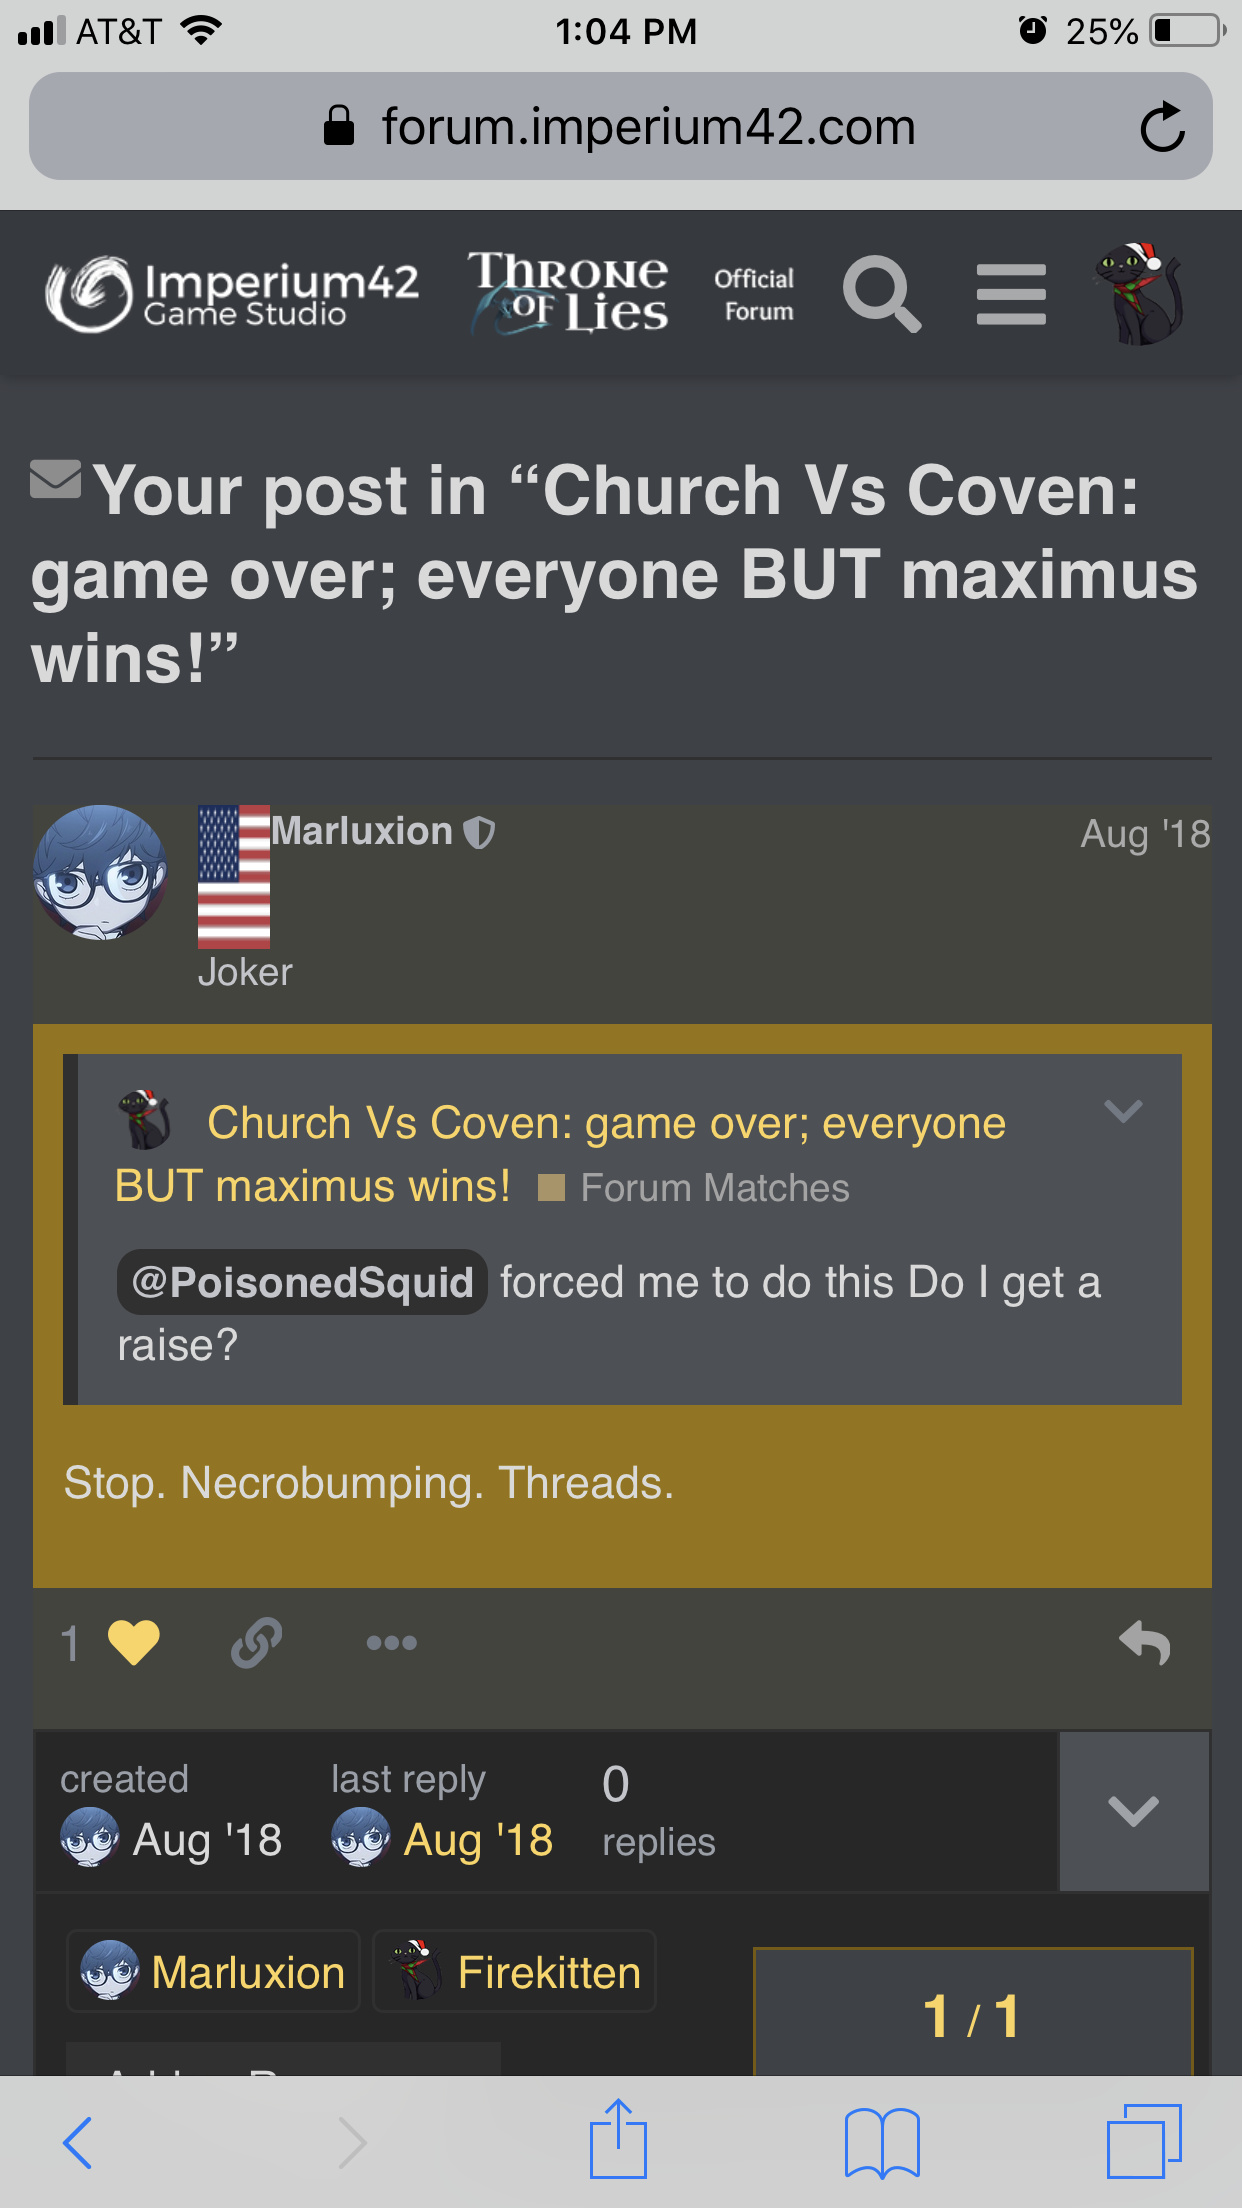 AT&T 1:04 PM 25%
forum.imperium42.com
Imperium42
Game Studio
Throne
of Lies
Official
Forum
Your post in “Church Vs Coven:
game over; everyone BUT maximus
wins!”
Marluxion Aug '18
Joker
Church Vs Coven: game over; everyone
BUT maximus wins! Forum Matches
@PoisonedSquid forced me to do this Do I get a
raise?
Stop. Necrobumping. Threads.
1
created last reply 0
Aug '18 Aug '18 replies
Marluxion Firekitten
1 / 1